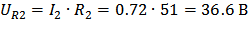 U_{R2} = I_2 · R_2 = 0.72 · 51 = 36.6 В